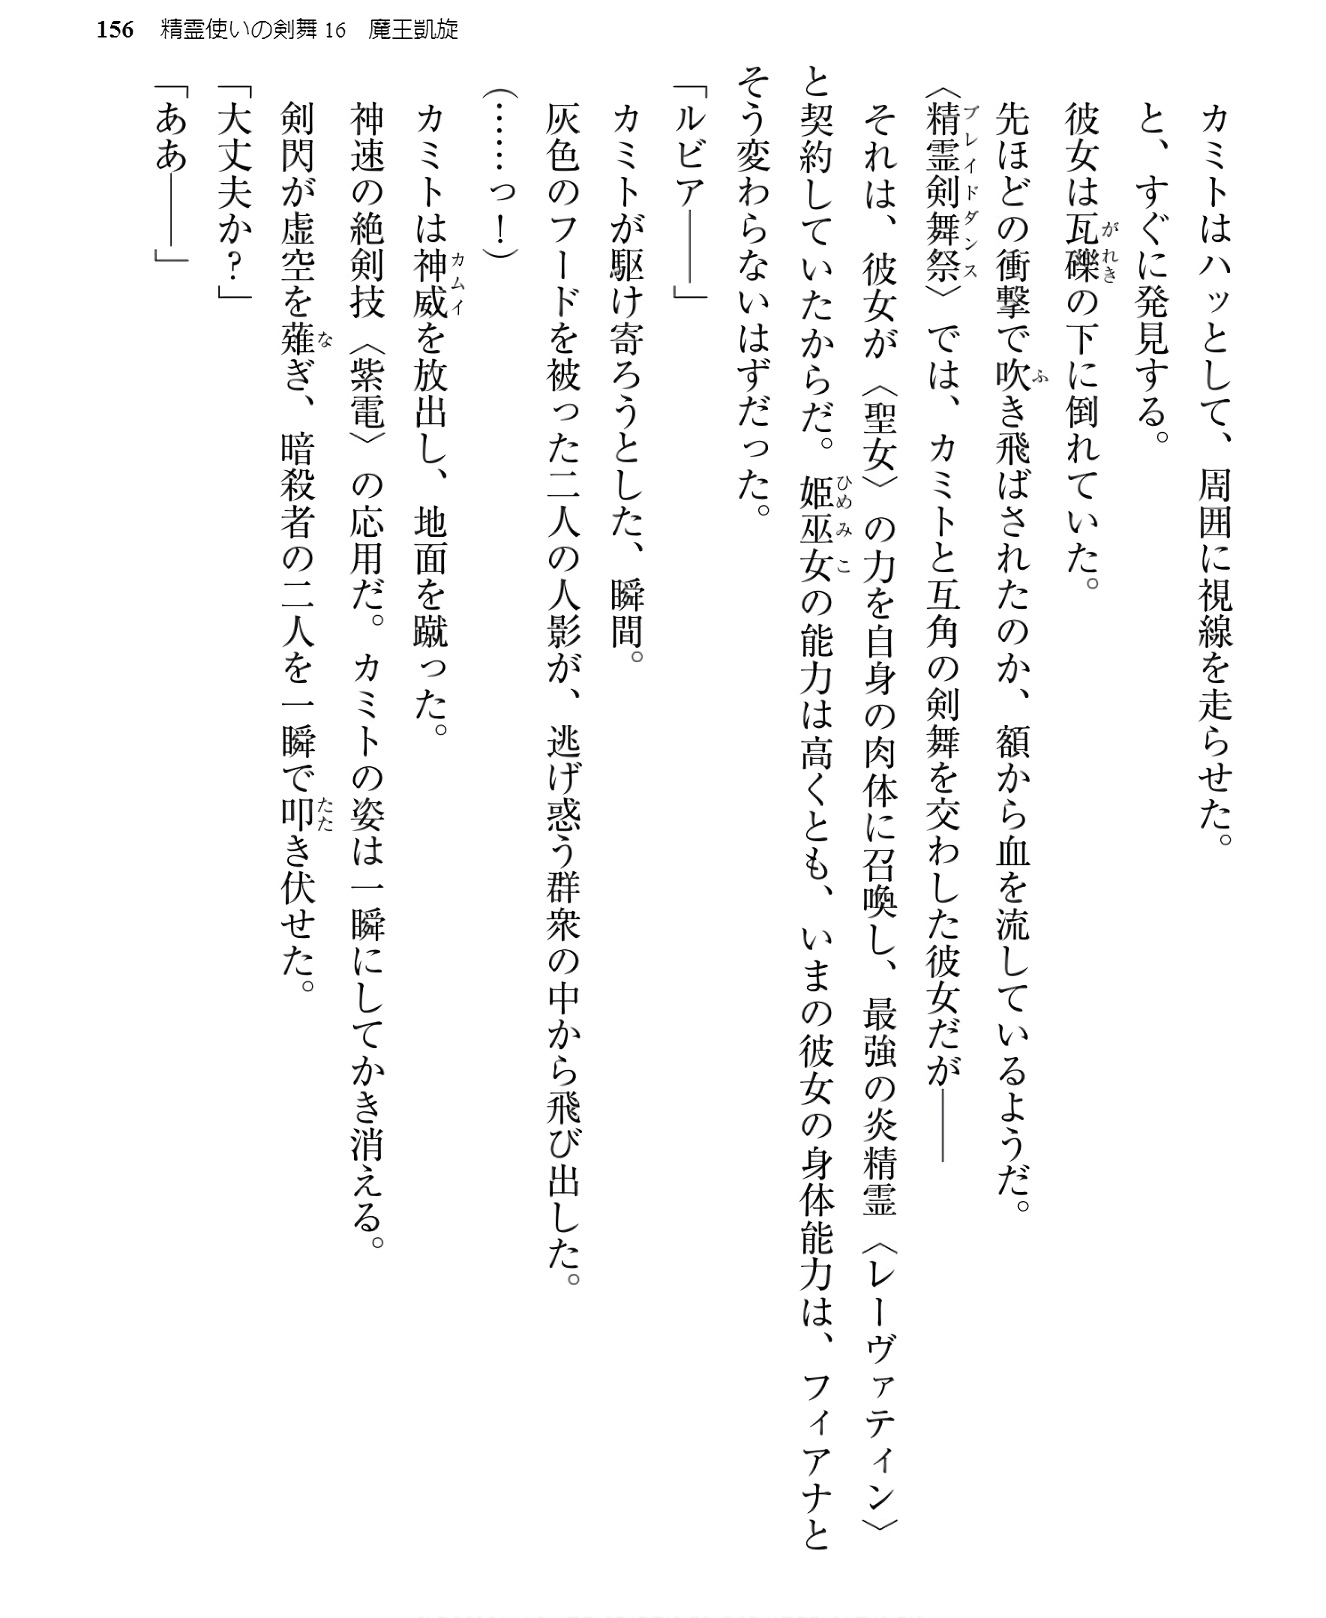 156 精霊使いの剣舞16 魔王凱旋
カミトはハッとして、周囲に視線を走らせた。
と、すぐに発見する。
彼女は瓦礫の下に倒れていた。
先ほどの衝撃で吹き飛ばされたのか、額から血を流しているようだ。
〈精霊剣舞祭〉では、カミトと互角の剣舞を交わした彼女だが――
それは、彼女が〈聖女〉の力を自身の肉体に召喚し、最強の炎精霊〈レーヴァティン〉
と契約していたからだ。姫巫女の能力は高くとも、いまの彼女の身体能力は、フィアナと
そう変わらないはずだった。
「ルビア――」
カミトが駆け寄ろうとした、瞬間。
灰色のフードを被った二人の人影が、逃げ惑う群衆の中から飛び出した。
(……っ!)
カミトは神威を放出し、地面を蹴った。
神速の絶剣技〈紫電〉の応用だ。カミトの姿は一瞬にしてかき消える。
剣閃が虚空を薙ぎ、暗殺者の二人を一瞬で叩き伏せた。
「大丈夫か?」
「ああ――」